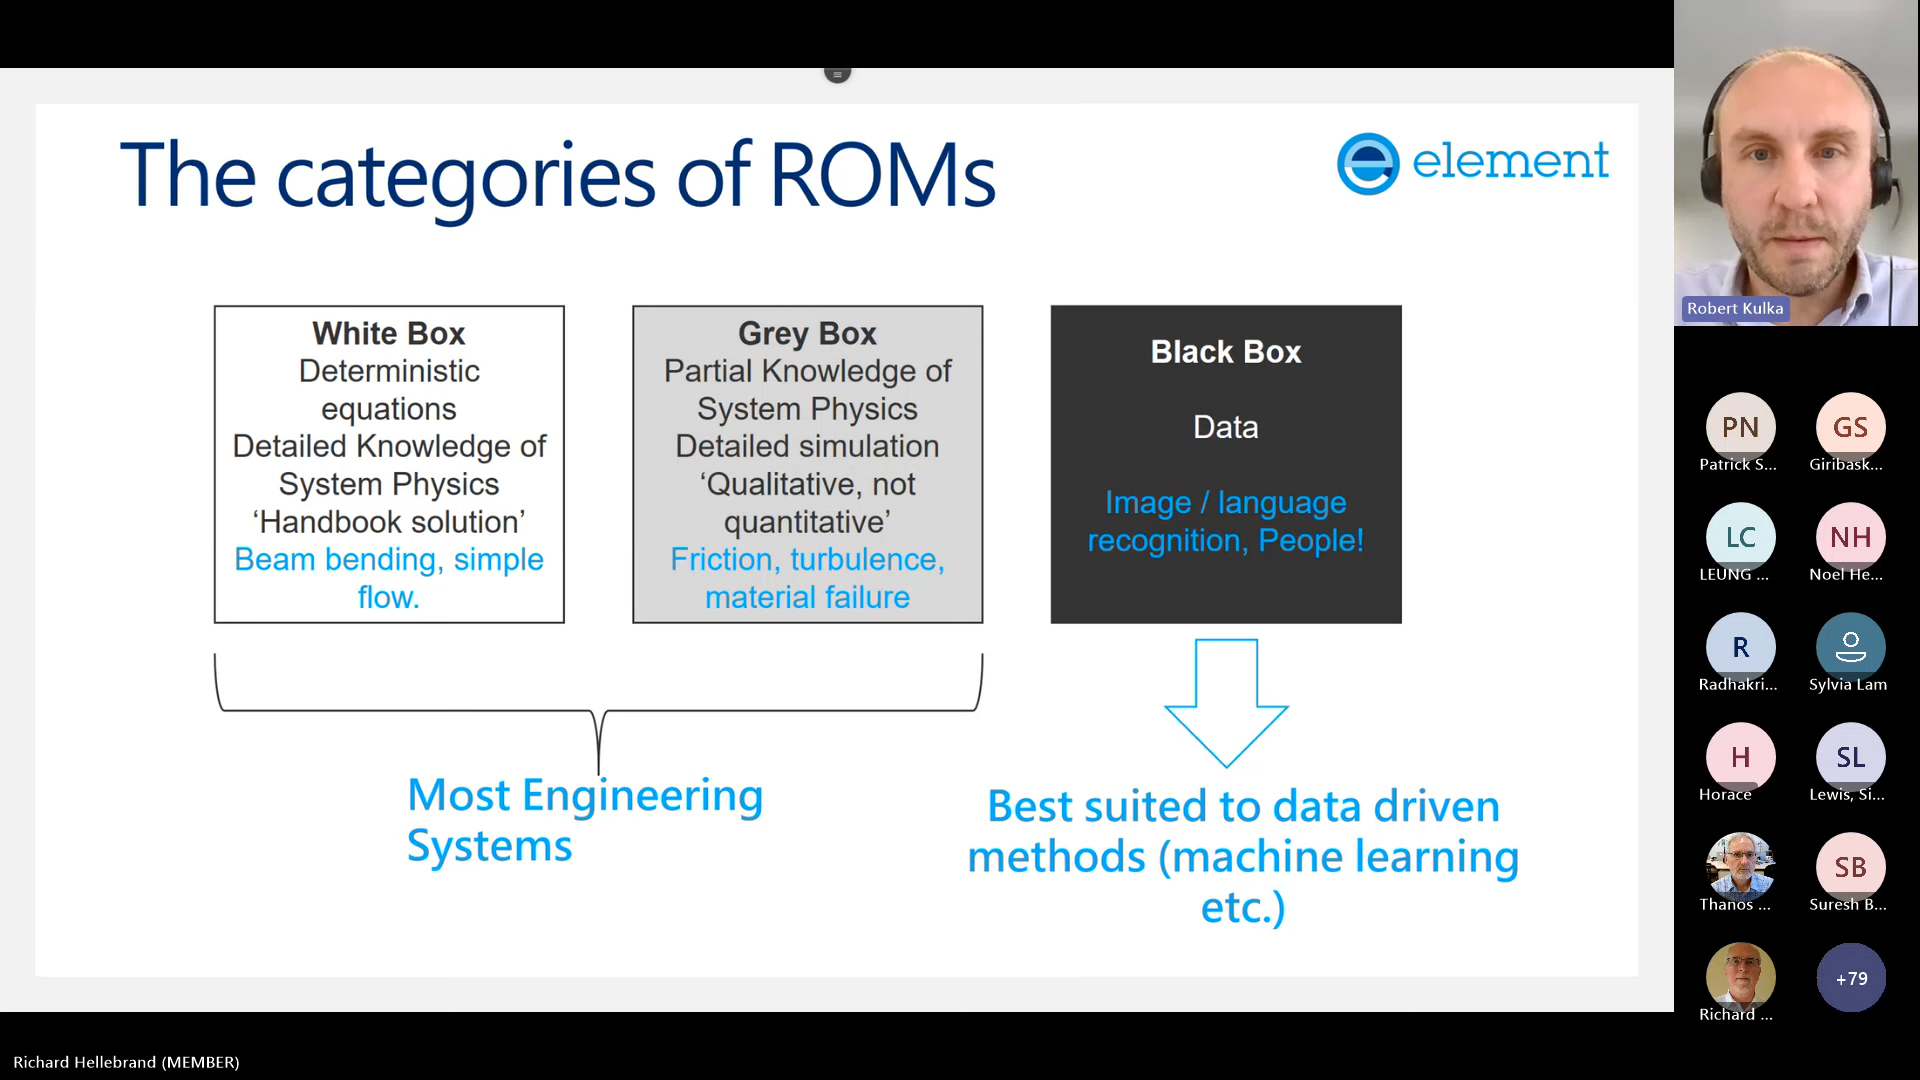 The categories of ROMs
element
White Box
Deterministic
equations
Detailed Knowledge of
System Physics
‘Handbook solution’
Beam bending, simple
flow.
Grey Box
Partial Knowledge of
System Physics
Detailed simulation
‘Qualitative, not
quantitative’
Friction, turbulence,
material failure
Black Box
Data
Image / language
recognition, People!
Most Engineering
Systems
Best suited to data driven
methods (machine learning
etc.)
Robert Kulka
PN
Patrick S...
GS
Giribask...
LC
LEUNG ...
NH
Noel He...
R
Radhakri...
Sylvia Lam
H
Horace
SL
Lewis, Si...
Thanos ...
SB
Suresh B...
Richard ...
+79
Richard Hellebrand (MEMBER)